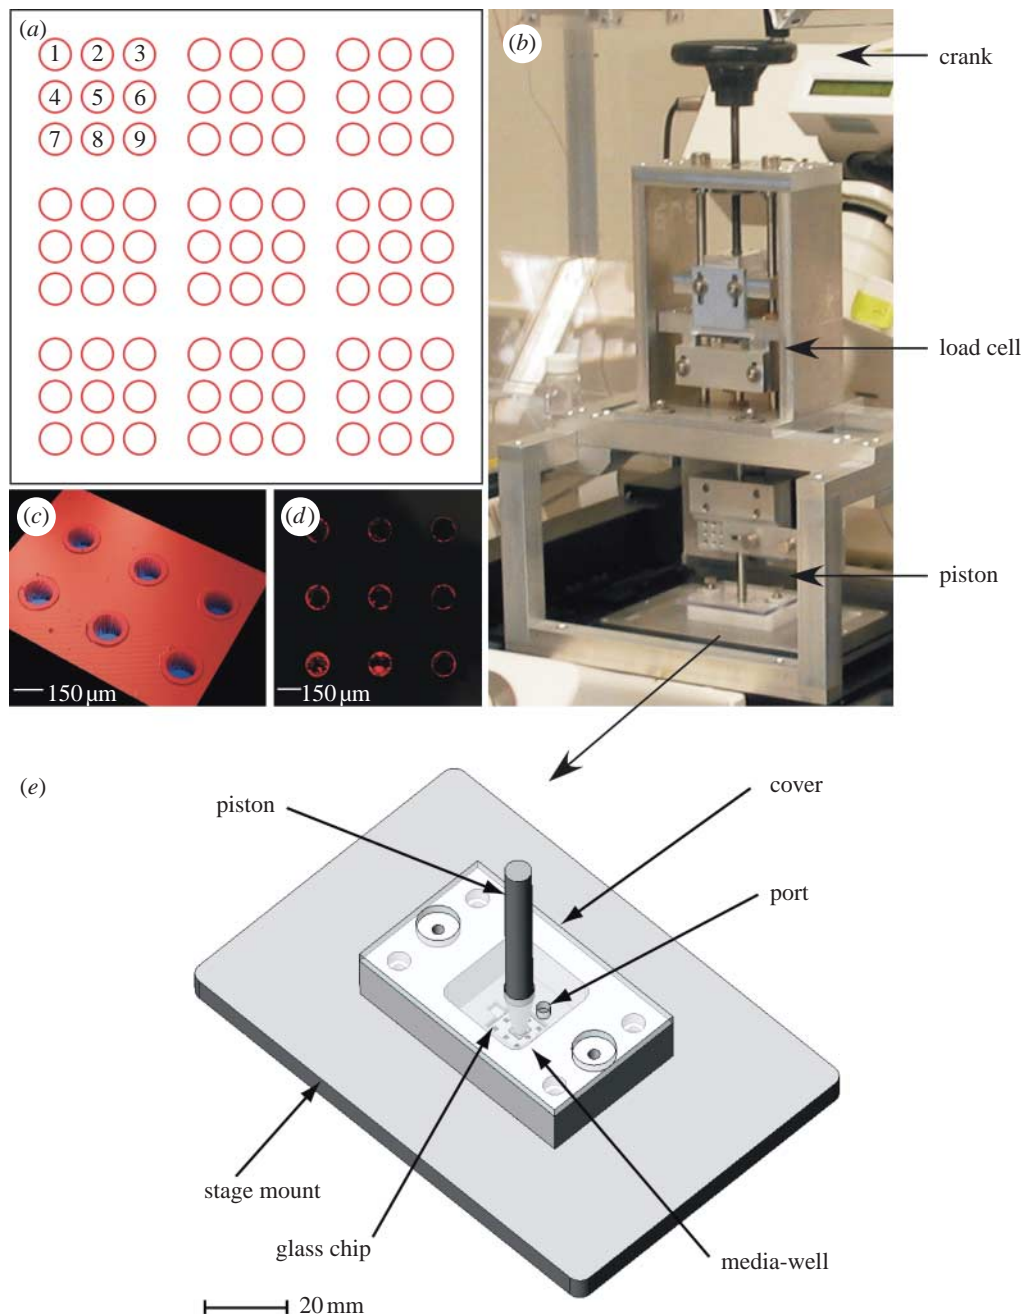 (a)
1 2 3
4 5 6
7 8 9
(b)
crank
load cell
piston
(c)
150 µm
(d)
150 µm
(e)
piston
cover
port
stage mount
glass chip
media-well
20 mm